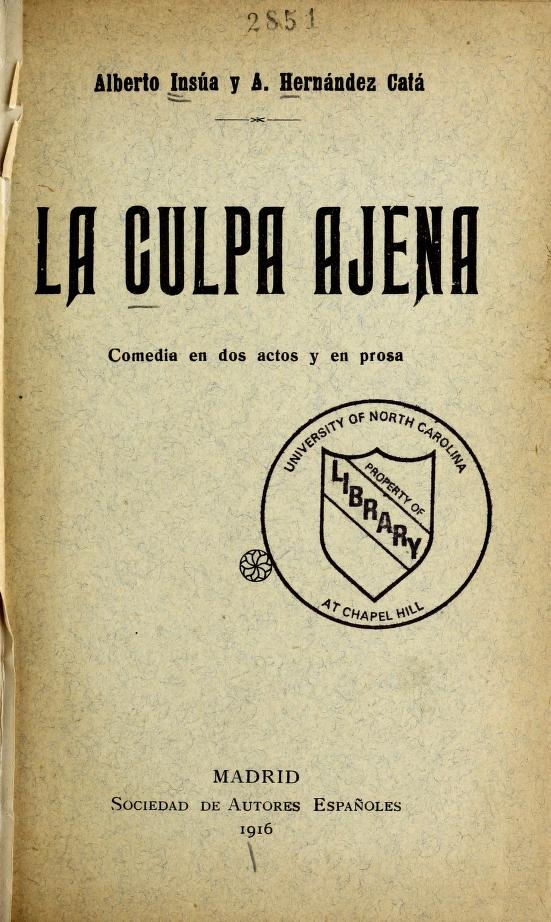 2851
Alberto Insúa y A. Hernández Catá
LA CULPA AJENA
Comedia en dos actos y en prosa
UNIVERSITY OF NORTH CAROLINA
PROPERTY OF
LIBRARY
AT CHAPEL HILL
MADRID
SOCIEDAD DE AUTORES ESPAÑOLES
1916